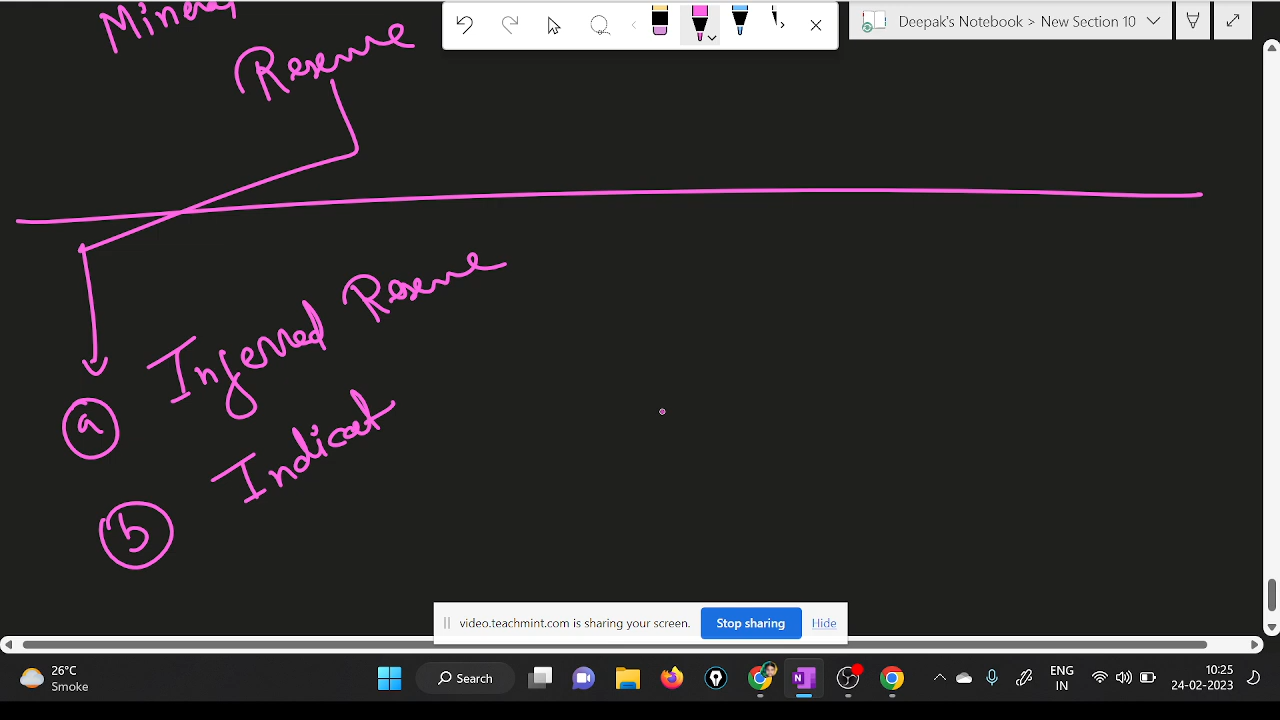 Deepak's Notebook > New Section 10
Mineral
Reserve
Inferred Reserve
a
Indicat
b
video.teachmint.com is sharing your screen.
Stop sharing
Hide
26°C
Smoke
Search
ENG
IN
10:25
24-02-2023